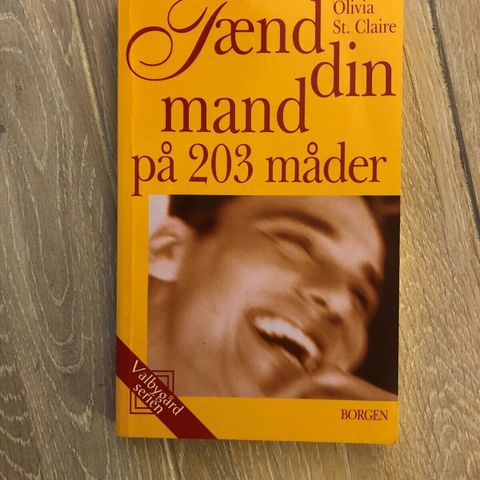 Olivia
St. Claire
Tænd
din
mand
på 203 måder
Valbygård
serien
BORGEN